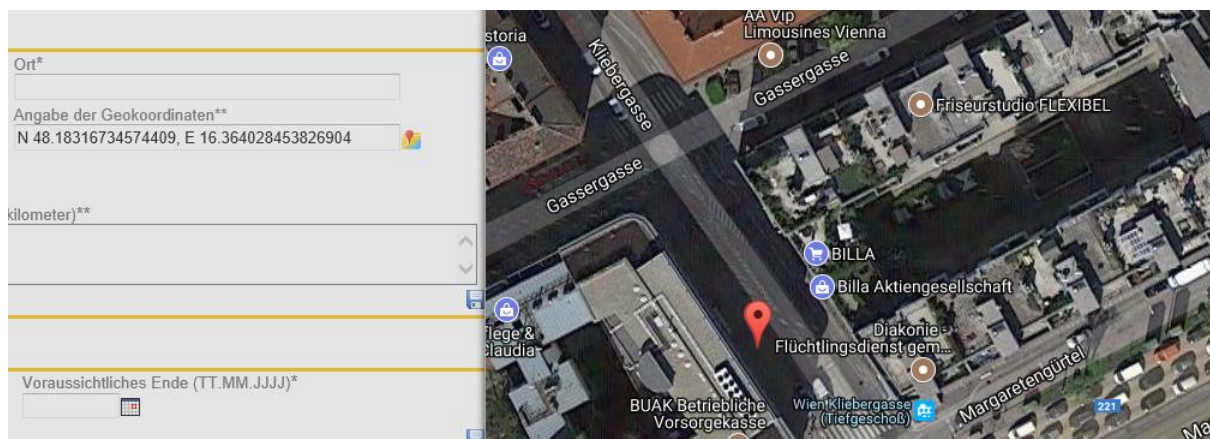 Ort*
Angabe der Geokoordinaten**
N 48.18316734574409, E 16.364028453826904
kilometer)**
Voraussichtliches Ende (TT.MM.JJJJ)*
storia
AA Vip
Limousines Vienna
Kliebergasse
Gassergasse
Friseurstudio FLEXIBEL
Gassergasse
BILLA
Billa Aktiengesellschaft
flege &
Claudia
Diakonie -
Flüchtlingsdienst gem...
BUAK Betriebliche
Vorsorgekasse
Wien Kliebergasse
(Tiefgeschoß)
Margaretengürtel
221
Ma